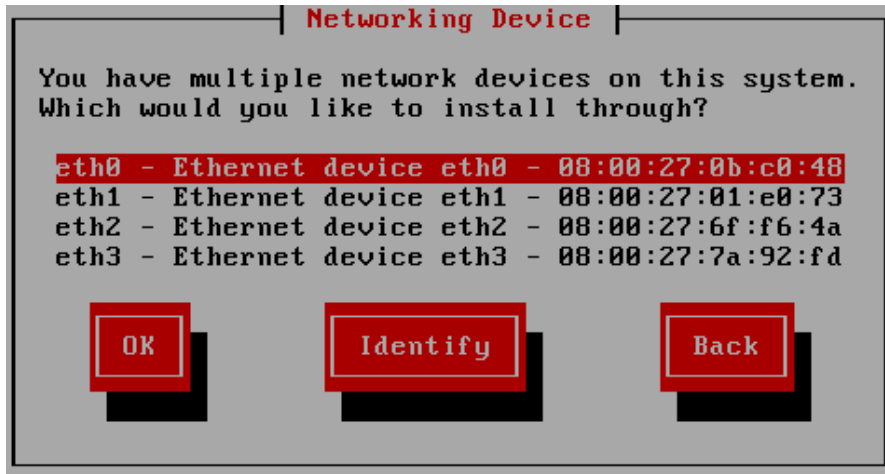 Networking Device
You have multiple network devices on this system.
Which would you like to install through?
eth0 - Ethernet device eth0 - 08:00:27:0b:c0:48
eth1 - Ethernet device eth1 - 08:00:27:01:e0:73
eth2 - Ethernet device eth2 - 08:00:27:6f:f6:4a
eth3 - Ethernet device eth3 - 08:00:27:7a:92:fd
OK Identify Back